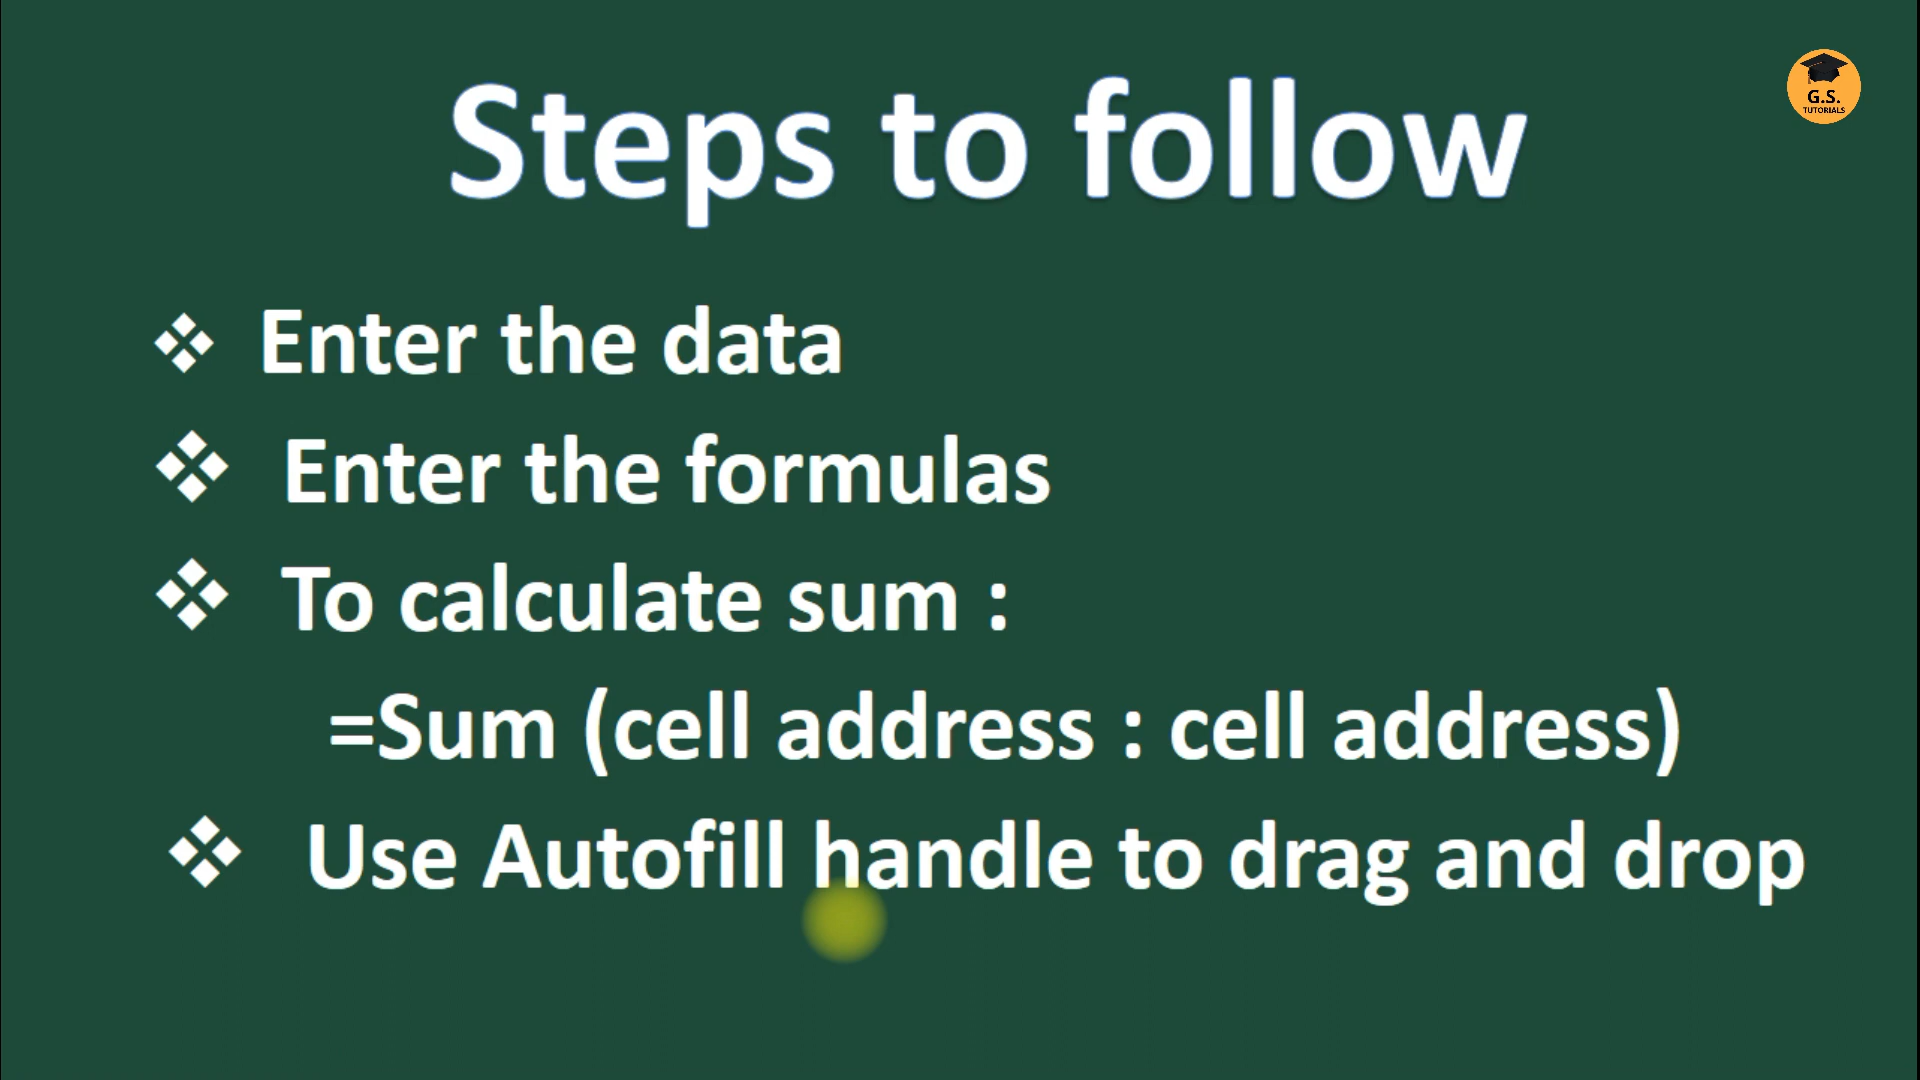 Steps to follow
G.S.
TUTORIALS
❖ Enter the data
❖ Enter the formulas
❖ To calculate sum :
=Sum (cell address : cell address)
❖ Use Autofill handle to drag and drop